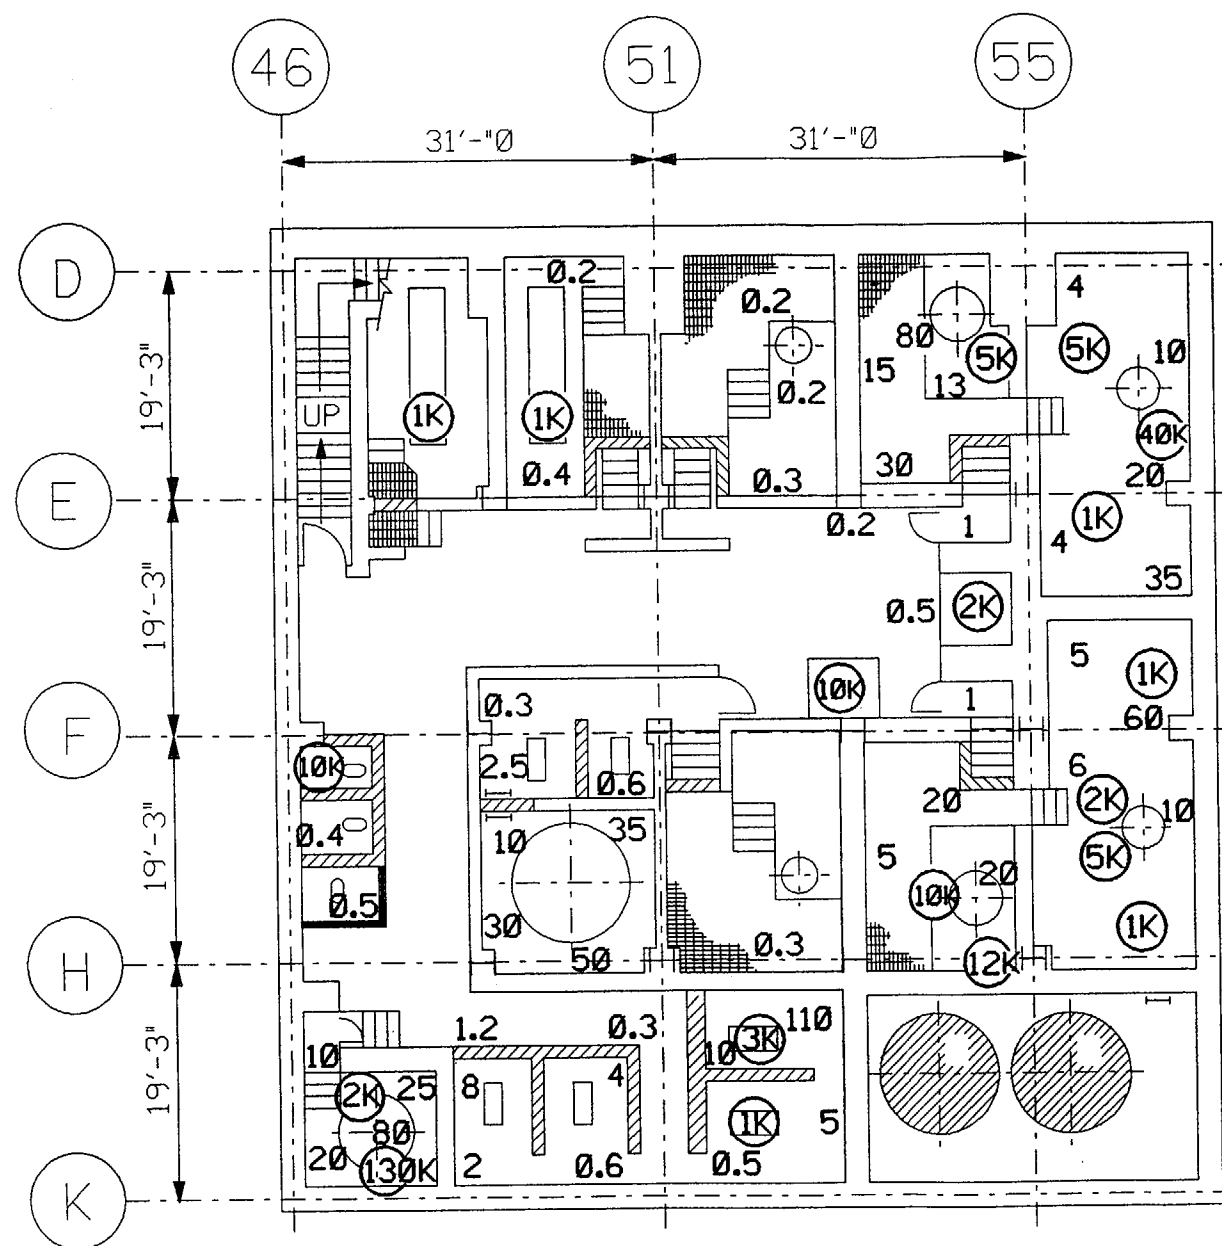 46 51 55
31'-"0 31'-"0
D
0.2 0.2 4
80 5K 5K 10
19'-3" 15 13
UP 1K 1K 0.2 40K
0.4 0.3 30 20
E
0.2 1 1K
4 35
19'-3" 0.5 2K
5 1K
10K
0.3 1 60
F
10K 2.5 0.6 6
20 2K 10
0.4 10 35
19'-3" 5 5K
20
0.5 10K
30 1K
50 0.3 12K
H
1.2 0.3 110
10 10 3K
8 4
2K 25
19'-3" 1K 5
80
20 130K 2 0.6 0.5
K